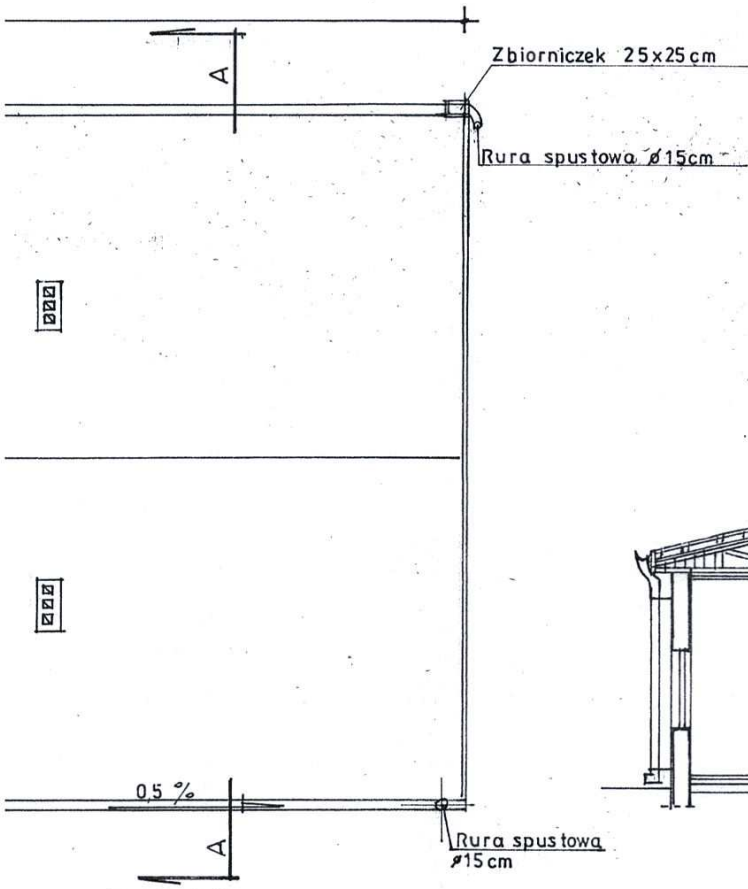 A
Zbiorniczek 25x25cm
Rura spustowa ø15cm
0,5 %
A
Rura spustowa
ø15cm